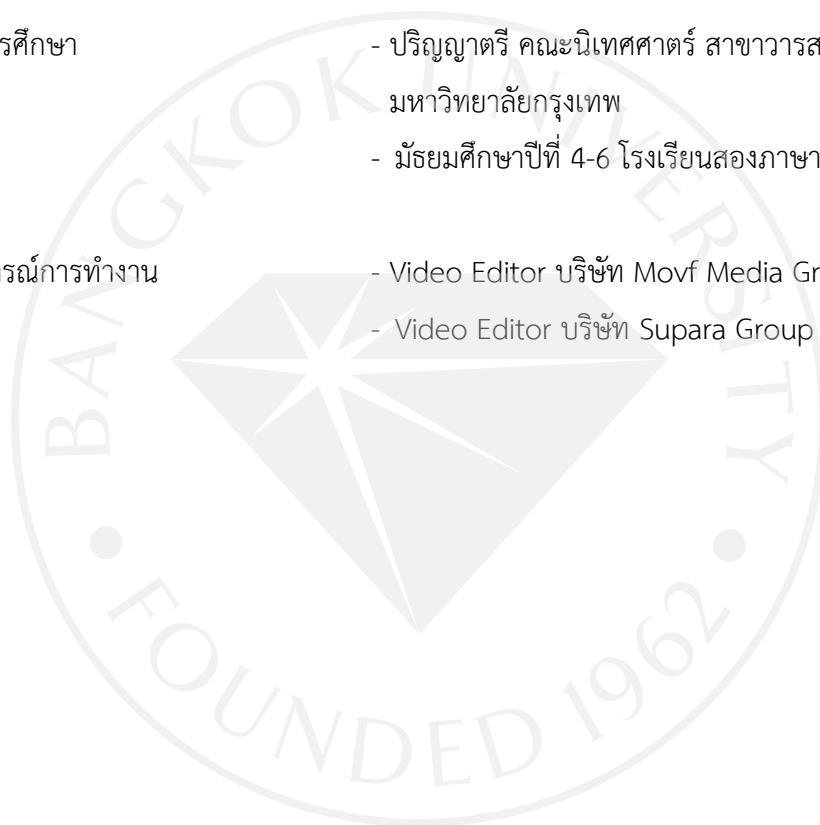 รศึกษา - ปริญญาตรี คณะนิเทศศาตร์ สาขาวารส
มหาวิทยาลัยกรุงเทพ
- มัธยมศึกษาปีที่ 4-6 โรงเรียนสองภาษา
รณ์การทำงาน - Video Editor บริษัท Movf Media Gr
- Video Editor บริษัท Supara Group
BANGKOK UNIVERSITY
• FOUNDED 1962 •